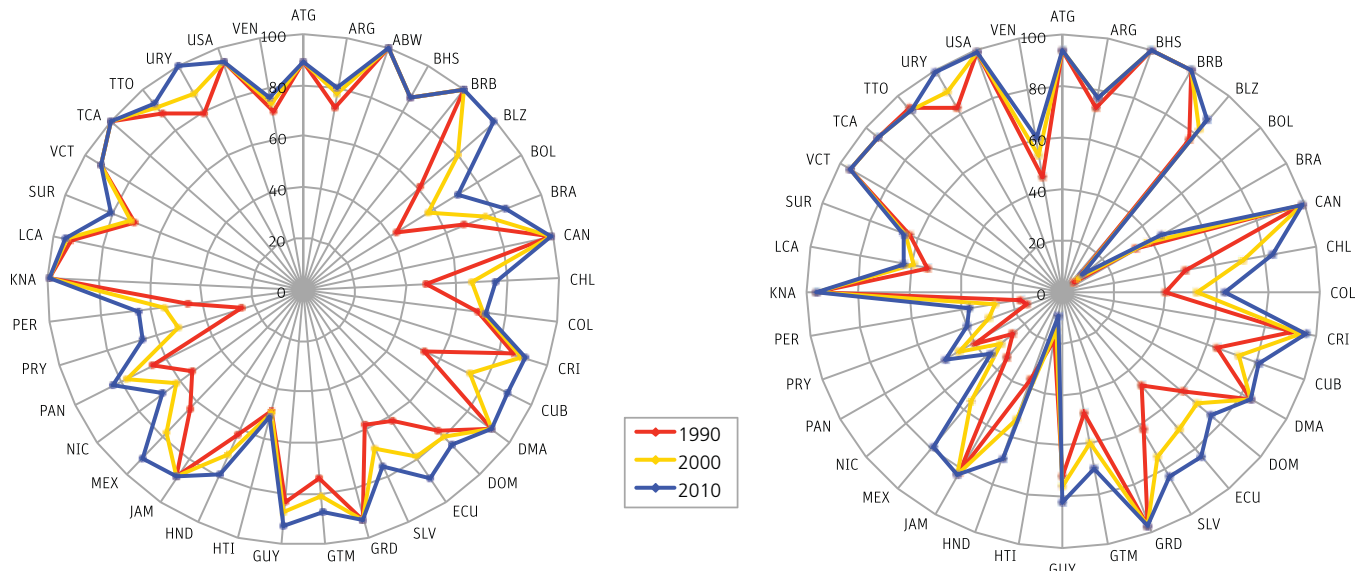 ATG
ARG
ABW
BHS
BRB
BLZ
BOL
BRA
CAN
CHL
COL
CRI
CUB
DMA
DOM
ECU
SLV
GRD
GTM
GUY
HTI
HND
JAM
MEX
NIC
PAN
PRY
PER
KNA
LCA
SUR
VCT
TCA
TTO
URY
USA
VEN
100
80
60
40
20
0
1990
2000
2010
ATG
ARG
BHS
BRB
BLZ
BOL
BRA
CAN
CHL
COL
CRI
CUB
DMA
DOM
ECU
SLV
GRD
GTM
GUY
HTI
HND
JAM
MEX
NIC
PAN
PRY
PER
KNA
LCA
SUR
VCT
TCA
TTO
URY
USA
VEN
100
80
60
40
20
0